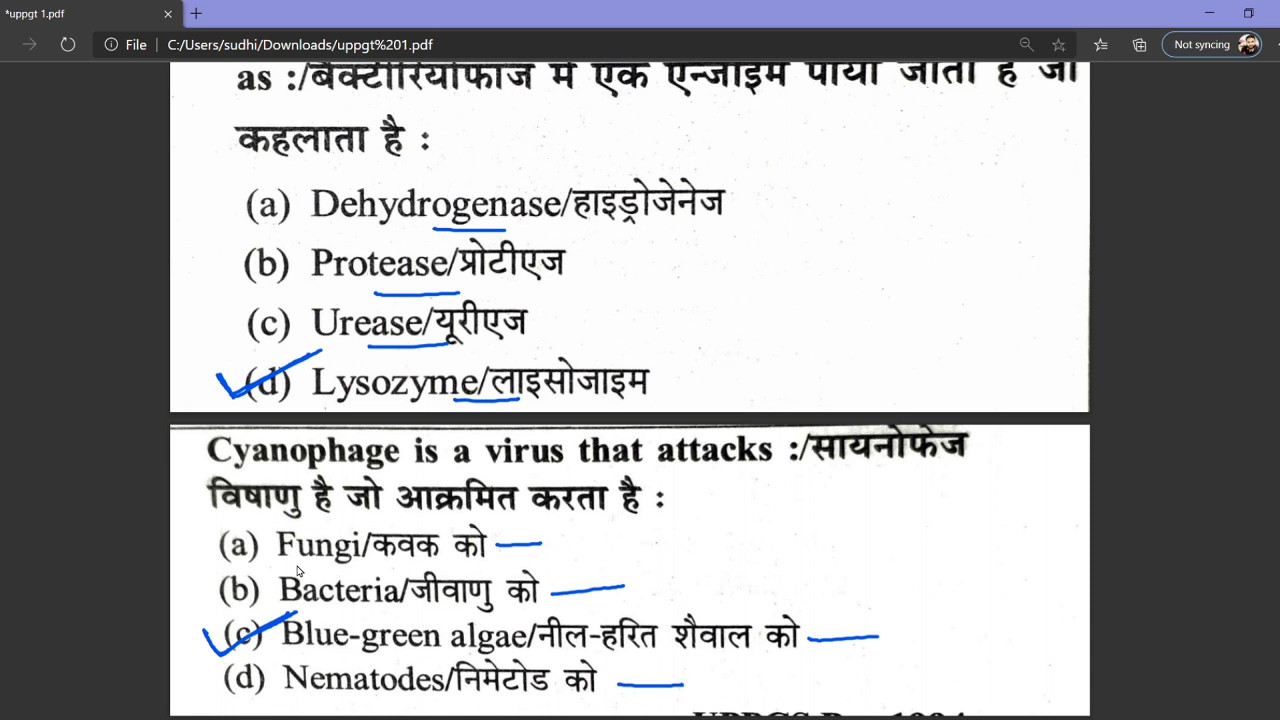 *uppgt 1.pdf
File
C:/Users/sudhi/Downloads/uppgt%201.pdf
Not syncing
as :/बैक्टीरियोफाज में एक एन्जाइम पाया जाता है जो
कहलाता है :
(a) Dehydrogenase/हाइड्रोजेनेज
(b) Protease/प्रोटीएज
(c) Urease/यूरीएज
(d) Lysozyme/लाइसोजाइम
Cyanophage is a virus that attacks :/सायनोफेज
विषाणु है जो आक्रमित करता है :
(a) Fungi/कवक को
(b) Bacteria/जीवाणु को
(c) Blue-green algae/नील-हरित शैवाल को
(d) Nematodes/निमेटोड को